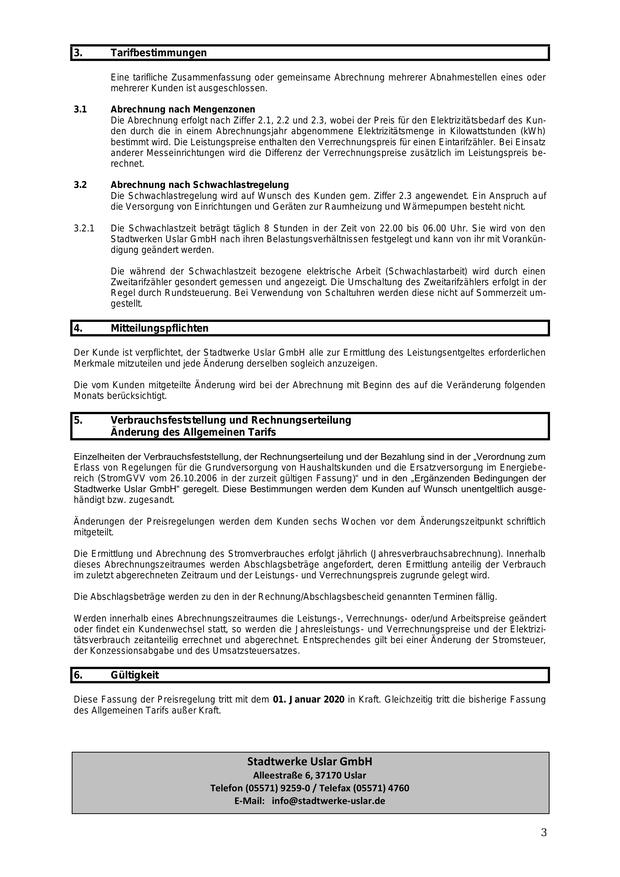 3. Tarifbestimmungen
Eine tarifliche Zusammenfassung oder gemeinsame Abrechnung mehrerer Abnahmestellen eines oder
mehrerer Kunden ist ausgeschlossen.
3.1 Abrechnung nach Mengenzonen
Die Abrechnung erfolgt nach Ziffer 2.1, 2.2 und 2.3, wobei der Preis für den Elektrizitätsbedarf des Kun-
den durch die in einem Abrechnungsjahr abgenommene Elektrizitätsmenge in Kilowattstunden (kWh)
bestimmt wird. Die Leistungspreise enthalten den Verrechnungspreis für einen Eintarifzähler. Bei Einsatz
anderer Messeinrichtungen wird die Differenz der Verrechnungspreise zusätzlich im Leistungspreis be-
rechnet.
3.2 Abrechnung nach Schwachlastregelung
Die Schwachlastregelung wird auf Wunsch des Kunden gem. Ziffer 2.3 angewendet. Ein Anspruch auf
die Versorgung von Einrichtungen und Geräten zur Raumheizung und Wärmepumpen besteht nicht.
3.2.1 Die Schwachlastzeit beträgt täglich 8 Stunden in der Zeit von 22.00 bis 06.00 Uhr. Sie wird von den
Stadtwerken Uslar GmbH nach ihren Belastungsverhältnissen festgelegt und kann von ihr mit Vorankün-
digung geändert werden.
Die während der Schwachlastzeit bezogene elektrische Arbeit (Schwachlastarbeit) wird durch einen
Zweitarifzähler gesondert gemessen und angezeigt. Die Umschaltung des Zweitarifzählers erfolgt in der
Regel durch Rundsteuerung. Bei Verwendung von Schaltuhren werden diese nicht auf Sommerzeit um-
gestellt.
4. Mitteilungspflichten
Der Kunde ist verpflichtet, der Stadtwerke Uslar GmbH alle zur Ermittlung des Leistungsentgeltes erforderlichen
Merkmale mitzuteilen und jede Änderung derselben sogleich anzuzeigen.
Die vom Kunden mitgeteilte Änderung wird bei der Abrechnung mit Beginn des auf die Veränderung folgenden
Monats berücksichtigt.
5. Verbrauchsfeststellung und Rechnungserteilung
Änderung des Allgemeinen Tarifs
Einzelheiten der Verbrauchsfeststellung, der Rechnungserteilung und der Bezahlung sind in der „Verordnung zum
Erlass von Regelungen für die Grundversorgung von Haushaltskunden und die Ersatzversorgung im Energiebe-
reich (StromGVV vom 26.10.2006 in der zurzeit gültigen Fassung)" und in den „Ergänzenden Bedingungen der
Stadtwerke Uslar GmbH" geregelt. Diese Bestimmungen werden dem Kunden auf Wunsch unentgeltlich ausge-
händigt bzw. zugesandt.
Änderungen der Preisregelungen werden dem Kunden sechs Wochen vor dem Änderungszeitpunkt schriftlich
mitgeteilt.
Die Ermittlung und Abrechnung des Stromverbrauches erfolgt jährlich (Jahresverbrauchsabrechnung). Innerhalb
dieses Abrechnungszeitraumes werden Abschlagsbeträge angefordert, deren Ermittlung anteilig der Verbrauch
im zuletzt abgerechneten Zeitraum und der Leistungs- und Verrechnungspreis zugrunde gelegt wird.
Die Abschlagsbeträge werden zu den in der Rechnung/Abschlagsbescheid genannten Terminen fällig.
Werden innerhalb eines Abrechnungszeitraumes die Leistungs-, Verrechnungs- oder/und Arbeitspreise geändert
oder findet ein Kundenwechsel statt, so werden die Jahresleistungs- und Verrechnungspreise und der Elektrizi-
tätsverbrauch zeitanteilig errechnet und abgerechnet. Entsprechendes gilt bei einer Änderung der Stromsteuer,
der Konzessionsabgabe und des Umsatzsteuersatzes.
6. Gültigkeit
Diese Fassung der Preisregelung tritt mit dem 01. Januar 2020 in Kraft. Gleichzeitig tritt die bisherige Fassung
des Allgemeinen Tarifs außer Kraft.
Stadtwerke Uslar GmbH
Alleestraße 6, 37170 Uslar
Telefon (05571) 9259-0 / Telefax (05571) 4760
E-Mail: info@stadtwerke-uslar.de
3